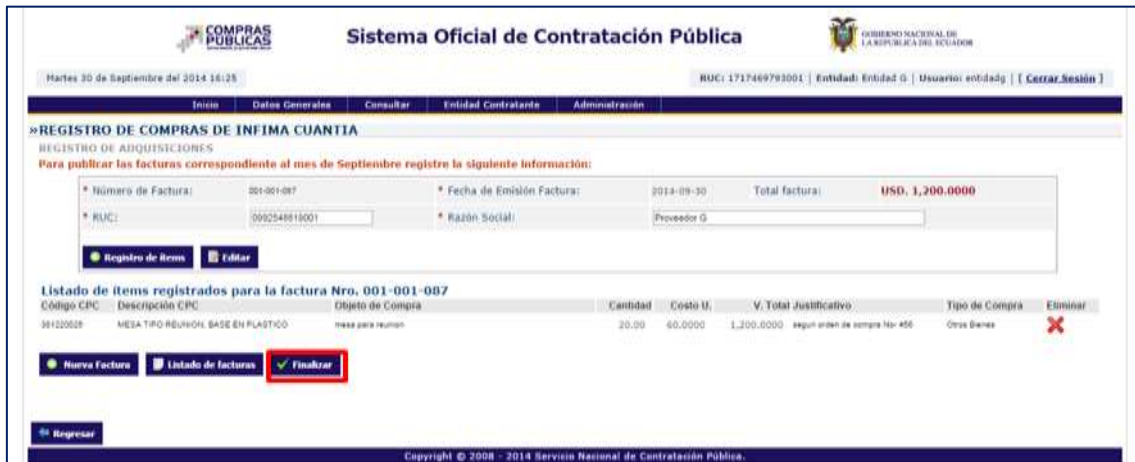 COMPRAS PÚBLICAS
Sistema Oficial de Contratación Pública
GOBIERNO NACIONAL DE LA REPUBLICA DEL ECUADOR
Martes 30 de Septiembre del 2014 16:25
RUC: 1717469793001 | Entidad: Entidad G | Usuario: entidadg | [ Cerrar Sesión ]
Inicio Datos Generales Consultar Entidad Contratante Administración
»REGISTRO DE COMPRAS DE INFIMA CUANTIA
REGISTRO DE ADQUISICIONES
Para publicar las facturas correspondiente al mes de Septiembre registre la siguiente información:
* Número de Factura: 001-001-087 * Fecha de Emisión Factura: 2014-09-30 Total factura: USD. 1,200.0000
* RUC: * Razón Social: Proveedor G
Registro de ítems Editar
Listado de ítems registrados para la factura Nro. 001-001-087
Código CPC Descripción CPC Objeto de Compra Cantidad Costo U. V. Total Justificativo Tipo de Compra Eliminar
MESA TIPO REUNION, BASE EN PLASTICO mesa para reunion 20.00 60.0000 1,200.0000 segun orden de compra No- 456 Otros Bienes
Nueva Factura Listado de facturas Finalizar
Regresar
Copyright © 2008 - 2014 Servicio Nacional de Contratación Pública.